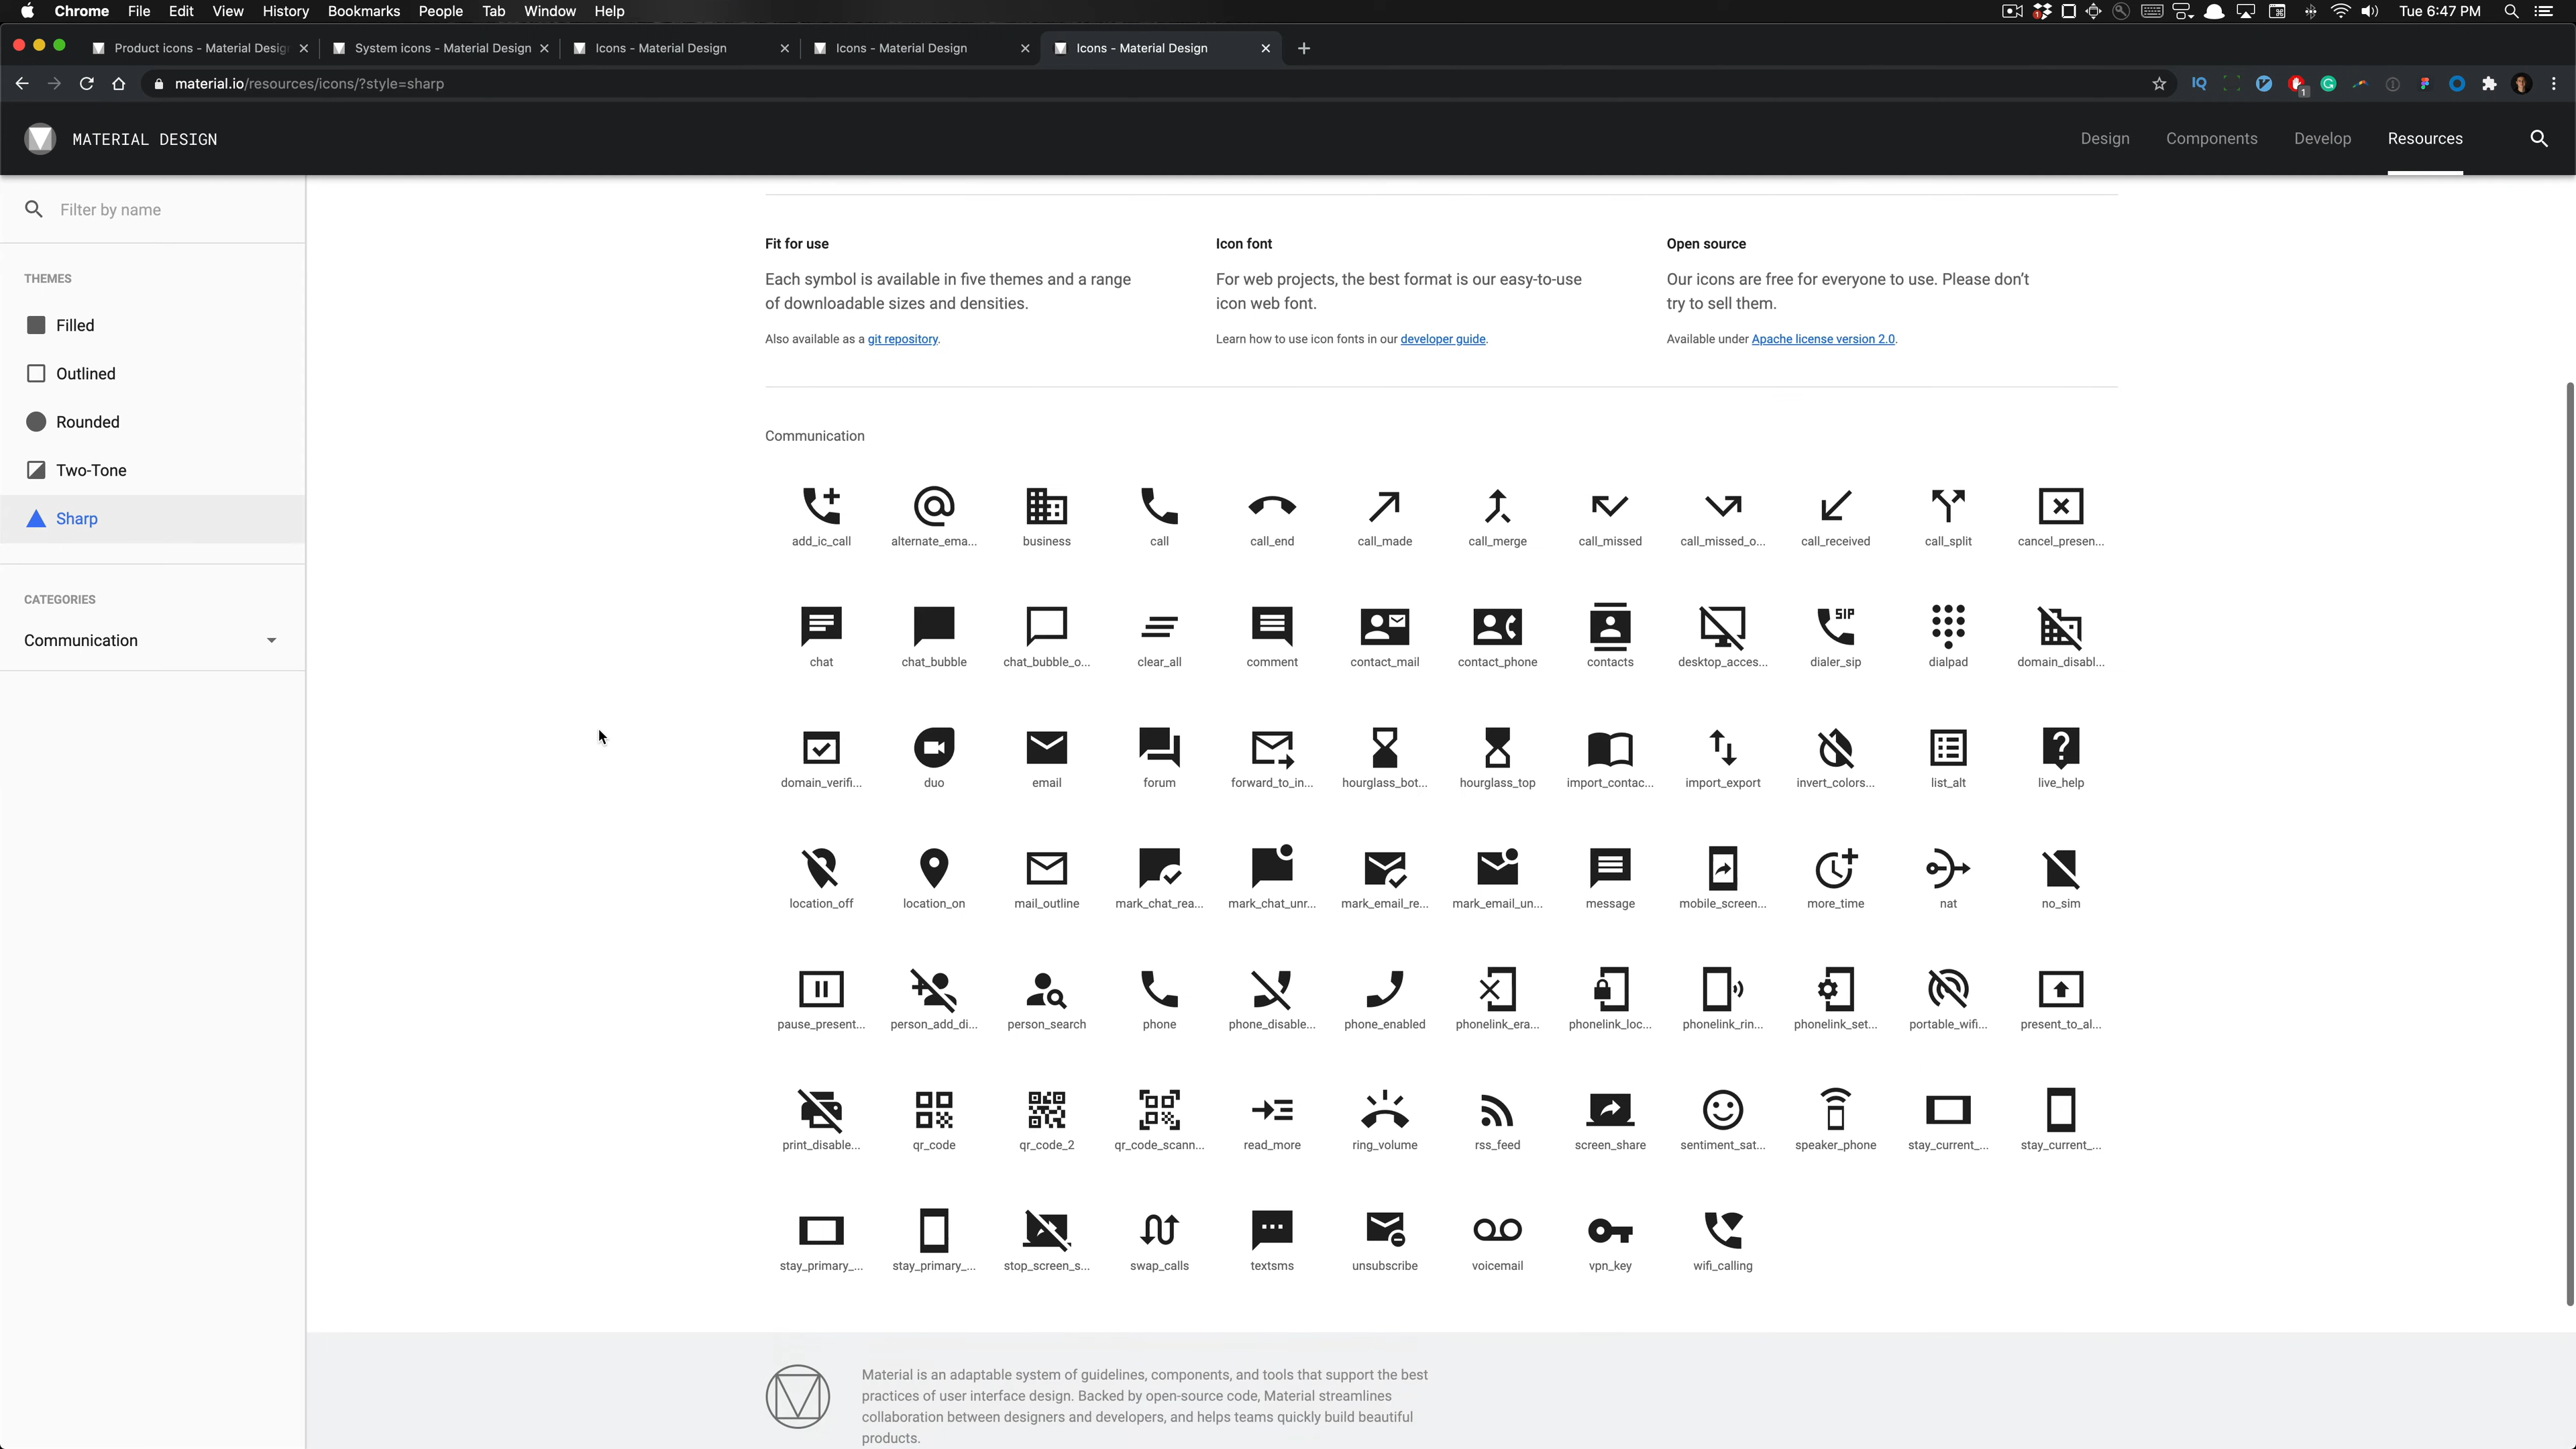 Chrome File Edit View History Bookmarks People Tab Window Help Tue 6:47 PM
Product icons - Material Desig System icons - Material Design Icons - Material Design Icons - Material Design Icons - Material Design
material.io/resources/icons/?style=sharp IQ 1
MATERIAL DESIGN Design Components Develop Resources
Filter by name
THEMES
Filled
Outlined
Rounded
Two-Tone
Sharp
CATEGORIES
Communication
Fit for use
Each symbol is available in five themes and a range
of downloadable sizes and densities.
Also available as a git repository.
Icon font
For web projects, the best format is our easy-to-use
icon web font.
Learn how to use icon fonts in our developer guide.
Open source
Our icons are free for everyone to use. Please don't
try to sell them.
Available under Apache license version 2.0.
Communication
add_ic_call alternate_ema... business call call_end call_made call_merge call_missed call_missed_o... call_received call_split cancel_presen...
SIP
chat chat_bubble chat_bubble_o... clear_all comment contact_mail contact_phone contacts desktop_acces... dialer_sip dialpad domain_disabl...
domain_verifi... duo email forum forward_to_in... hourglass_bot... hourglass_top import_contac... import_export invert_colors... list_alt live_help
location_off location_on mail_outline mark_chat_rea... mark_chat_unr... mark_email_re... mark_email_un... message mobile_screen... more_time nat no_sim
pause_present... person_add_di... person_search phone phone_disable... phone_enabled phonelink_era... phonelink_loc... phonelink_rin... phonelink_set... portable_wifi... present_to_al...
print_disable... qr_code qr_code_2 qr_code_scann... read_more ring_volume rss_feed screen_share sentiment_sat... speaker_phone stay_current_... stay_current_...
stay_primary_... stay_primary_... stop_screen_s... swap_calls textsms unsubscribe voicemail vpn_key wifi_calling
Material is an adaptable system of guidelines, components, and tools that support the best
practices of user interface design. Backed by open-source code, Material streamlines
collaboration between designers and developers, and helps teams quickly build beautiful
products.